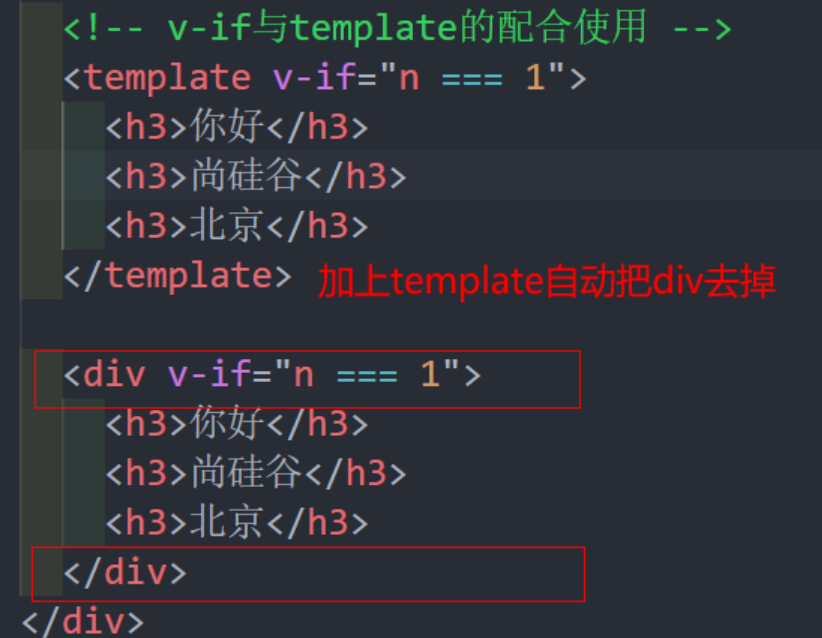 <!-- v-if与template的配合使用 -->
<template v-if="n === 1">
<h3>你好</h3>
<h3>尚硅谷</h3>
<h3>北京</h3>
</template> 加上template自动把div去掉
<div v-if="n === 1">
<h3>你好</h3>
<h3>尚硅谷</h3>
<h3>北京</h3>
</div>
</div>